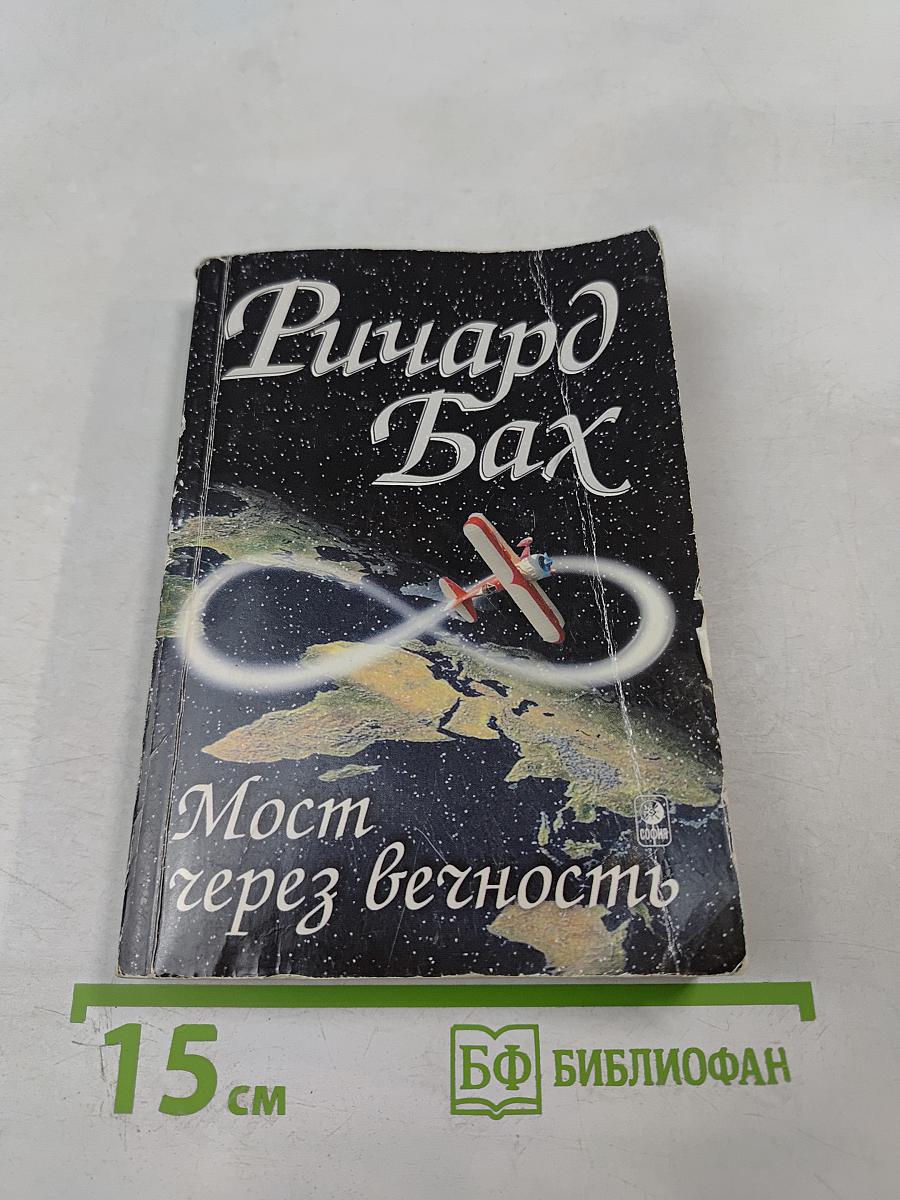 Ричард
Бах
Мост
через вечность
СОФИЯ
15 см
БФ БИБЛИОФАН